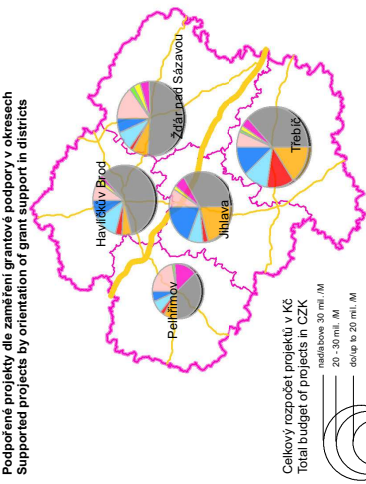 Podpořené projekty dle zaměření grantové podpory v okresech
Supported projects by orientation of grant support in districts
Havlíčkův Brod
Žďár nad Sázavou
Pelhřimov
Jihlava
Třebíč
Celkový rozpočet projektů v Kč
Total budget of projects in CZK
nad/above 30 mil. /M
20 - 30 mil. /M
do/up to 20 mil. /M